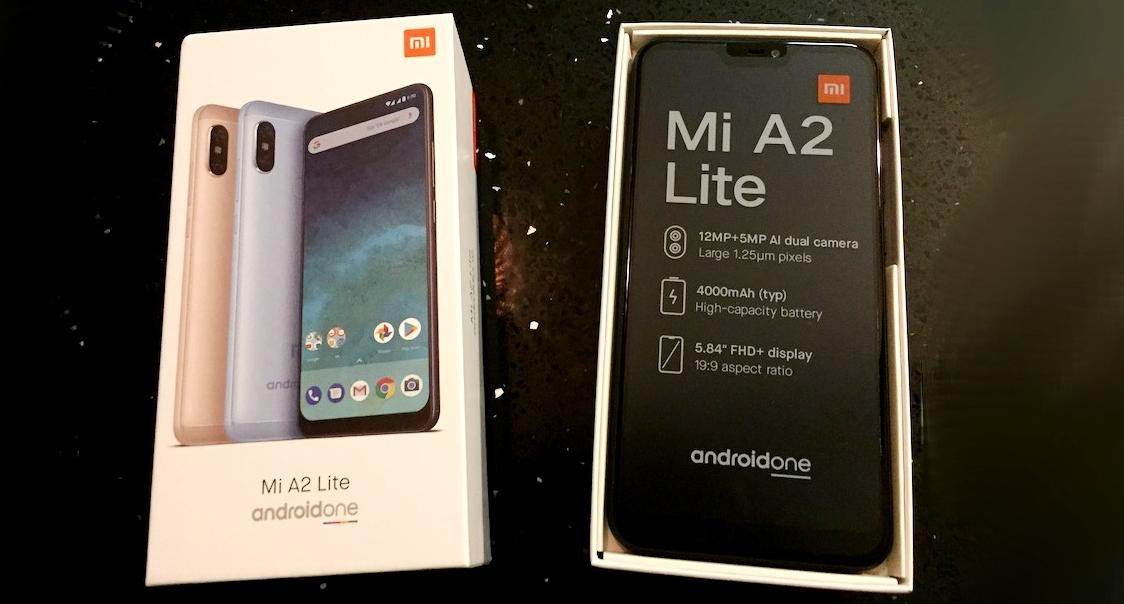 mi
Mi A2 Lite
androidone
mi
Mi A2
Lite
12MP+5MP AI dual camera
Large 1.25µm pixels
4000mAh (typ)
High-capacity battery
5.84" FHD+ display
19:9 aspect ratio
androidone